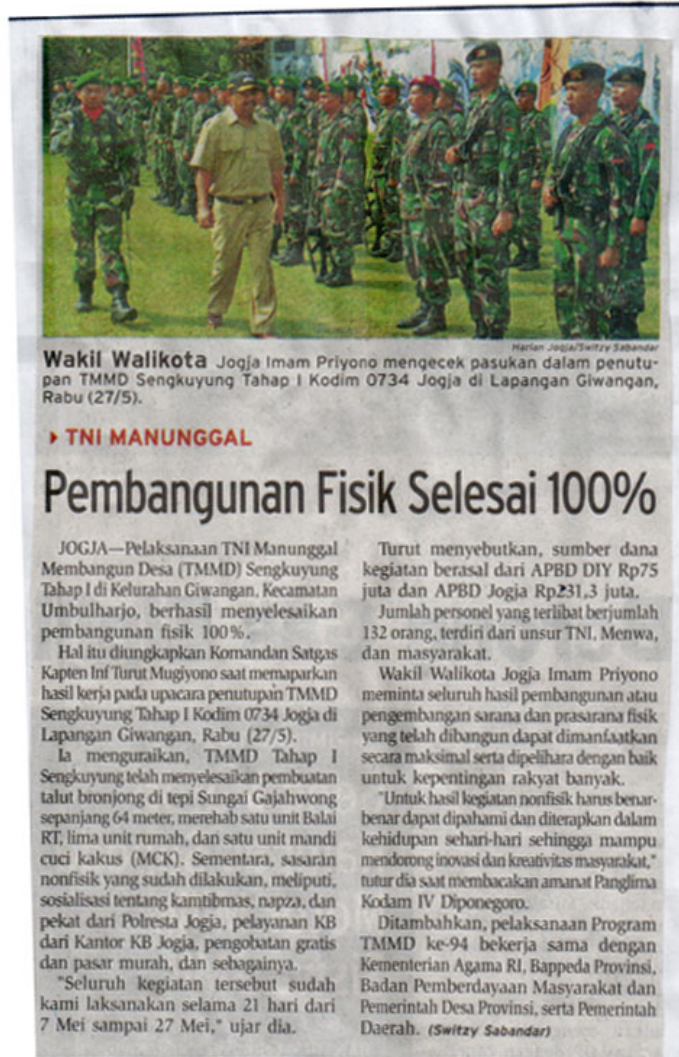 Harian Jogja/Switzy Sabandar
Wakil Walikota Jogja Imam Priyono mengecek pasukan dalam penutu-
pan TMMD Sengkuyung Tahap I Kodim 0734 Jogja di Lapangan Giwangan,
Rabu (27/5).
TNI MANUNGGAL
Pembangunan Fisik Selesai 100%
JOGJA—Pelaksanaan TNI Manunggal
Membangun Desa (TMMD) Sengkuyung
Tahap I di Kelurahan Giwangan, Kecamatan
Umbulharjo, berhasil menyelesaikan
pembangunan fisik 100%.
Hal itu diungkapkan Komandan Satgas
Kapten Inf Turut Mugiyono saat memaparkan
hasil kerja pada upacara penutupan TMMD
Sengkuyung Tahap I Kodim 0734 Jogja di
Lapangan Giwangan, Rabu (27/5).
Ia menguraikan, TMMD Tahap I
Sengkuyung telah menyelesaikan pembuatan
talut bronjong di tepi Sungai Gajahwong
sepanjang 64 meter, merehab satu unit Balai
RT, lima unit rumah, dan satu unit mandi
cuci kakus (MCK). Sementara, sasaran
nonfisik yang sudah dilakukan, meliputi,
sosialisasi tentang kamtibmas, napza, dan
pekat dari Polresta Jogja, pelayanan KB
dari Kantor KB Jogja, pengobatan gratis
dan pasar murah, dan sebagainya.
"Seluruh kegiatan tersebut sudah
kami laksanakan selama 21 hari dari
7 Mei sampai 27 Mei," ujar dia.
Turut menyebutkan, sumber dana
kegiatan berasal dari APBD DIY Rp75
juta dan APBD Jogja Rp231,3 juta.
Jumlah personel yang terlibat berjumlah
132 orang, terdiri dari unsur TNI, Menwa,
dan masyarakat.
Wakil Walikota Jogja Imam Priyono
meminta seluruh hasil pembangunan atau
pengembangan sarana dan prasarana fisik
yang telah dibangun dapat dimanfaatkan
secara maksimal serta dipelihara dengan baik
untuk kepentingan rakyat banyak.
"Untuk hasil kegiatan nonfisik harus benar-
benar dapat dipahami dan diterapkan dalam
kehidupan sehari-hari sehingga mampu
mendorong inovasi dan kreativitas masyarakat,"
tutur dia saat membacakan amanat Panglima
Kodam IV Diponegoro.
Ditambahkan, pelaksanaan Program
TMMD ke-94 bekerja sama dengan
Kementerian Agama RI, Bappeda Provinsi,
Badan Pemberdayaan Masyarakat dan
Pemerintah Desa Provinsi, serta Pemerintah
Daerah. (Switzy Sabandar)